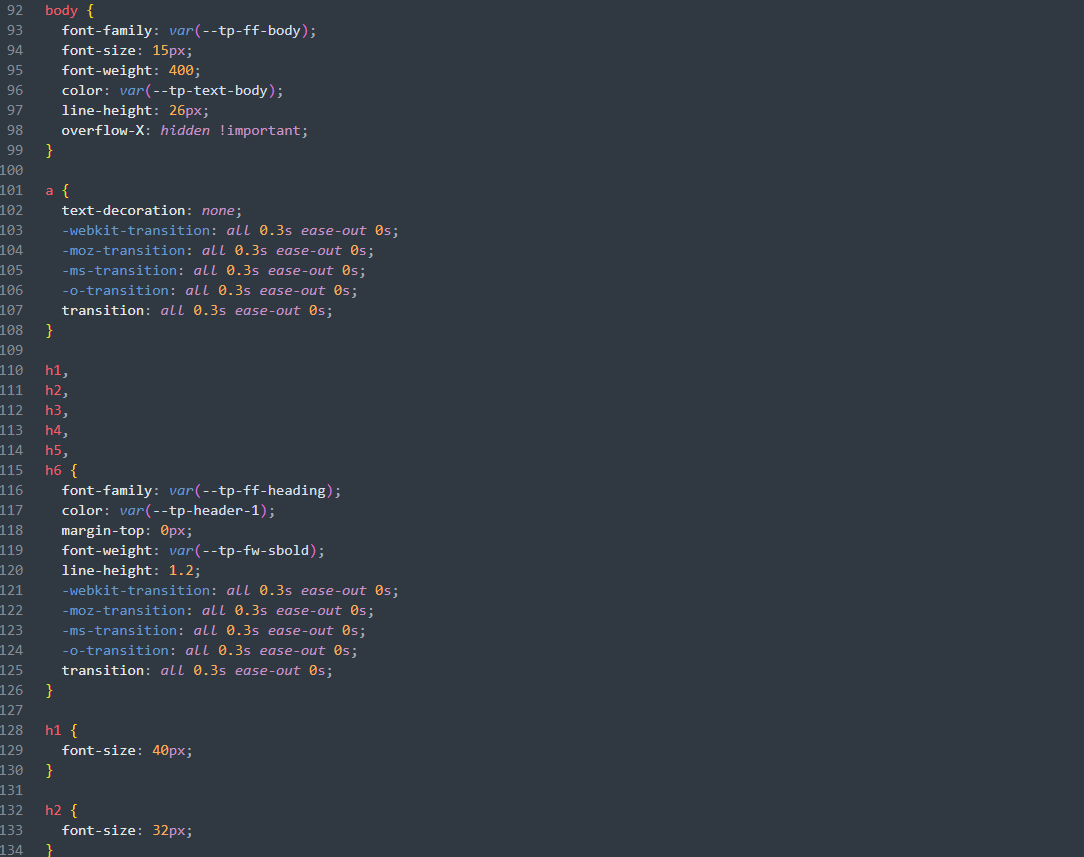 92 body {
93   font-family: var(--tp-ff-body);
94   font-size: 15px;
95   font-weight: 400;
96   color: var(--tp-text-body);
97   line-height: 26px;
98   overflow-X: hidden !important;
99 }
100
101 a {
102   text-decoration: none;
103   -webkit-transition: all 0.3s ease-out 0s;
104   -moz-transition: all 0.3s ease-out 0s;
105   -ms-transition: all 0.3s ease-out 0s;
106   -o-transition: all 0.3s ease-out 0s;
107   transition: all 0.3s ease-out 0s;
108 }
109
110 h1,
111 h2,
112 h3,
113 h4,
114 h5,
115 h6 {
116   font-family: var(--tp-ff-heading);
117   color: var(--tp-header-1);
118   margin-top: 0px;
119   font-weight: var(--tp-fw-sbold);
120   line-height: 1.2;
121   -webkit-transition: all 0.3s ease-out 0s;
122   -moz-transition: all 0.3s ease-out 0s;
123   -ms-transition: all 0.3s ease-out 0s;
124   -o-transition: all 0.3s ease-out 0s;
125   transition: all 0.3s ease-out 0s;
126 }
127
128 h1 {
129   font-size: 40px;
130 }
131
132 h2 {
133   font-size: 32px;
134 }